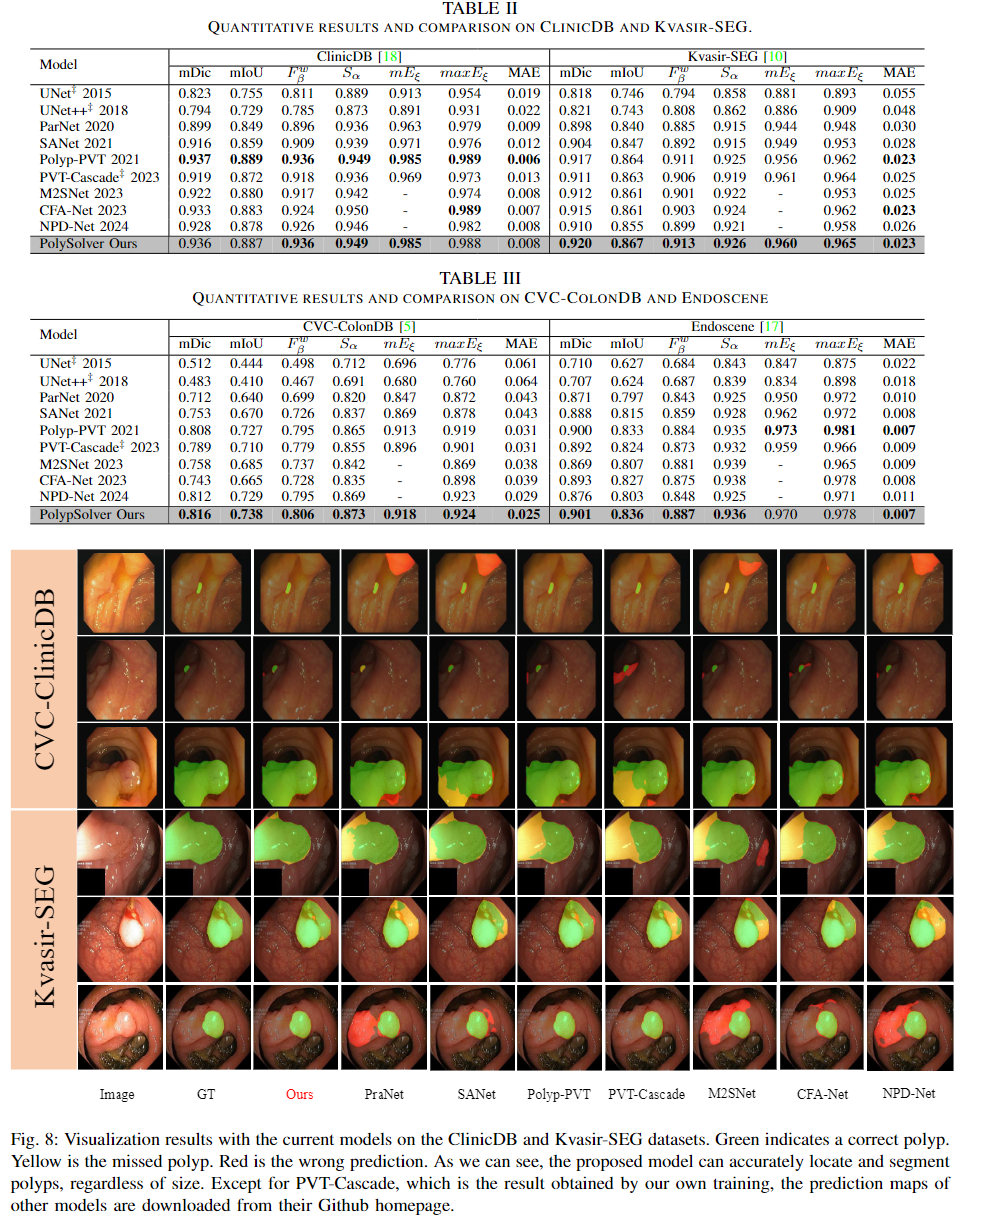 TABLE II
QUANTITATIVE RESULTS AND COMPARISON ON CLINICDB AND KVASIR-SEG.
Model ClinicDB [18] Kvasir-SEG [10]
mDic mIoU F^w_β S_α mE_ξ maxE_ξ MAE mDic mIoU F^w_β S_α mE_ξ maxE_ξ MAE
UNet‡ 2015 0.823 0.755 0.811 0.889 0.913 0.954 0.019 0.818 0.746 0.794 0.858 0.881 0.893 0.055
UNet++‡ 2018 0.794 0.729 0.785 0.873 0.891 0.931 0.022 0.821 0.743 0.808 0.862 0.886 0.909 0.048
ParNet 2020 0.899 0.849 0.896 0.936 0.963 0.979 0.009 0.898 0.840 0.885 0.915 0.944 0.948 0.030
SANet 2021 0.916 0.859 0.909 0.939 0.971 0.976 0.012 0.904 0.847 0.892 0.915 0.949 0.953 0.028
Polyp-PVT 2021 0.937 0.889 0.936 0.949 0.985 0.989 0.006 0.917 0.864 0.911 0.925 0.956 0.962 0.023
PVT-Cascade‡ 2023 0.919 0.872 0.918 0.936 0.969 0.973 0.013 0.911 0.863 0.906 0.919 0.961 0.964 0.025
M2SNet 2023 0.922 0.880 0.917 0.942 - 0.974 0.008 0.912 0.861 0.901 0.922 - 0.953 0.025
CFA-Net 2023 0.933 0.883 0.924 0.950 - 0.989 0.007 0.915 0.861 0.903 0.924 - 0.962 0.023
NPD-Net 2024 0.928 0.878 0.926 0.946 - 0.982 0.008 0.910 0.855 0.899 0.921 - 0.958 0.026
PolySolver Ours 0.936 0.887 0.936 0.949 0.985 0.988 0.008 0.920 0.867 0.913 0.926 0.960 0.965 0.023
TABLE III
QUANTITATIVE RESULTS AND COMPARISON ON CVC-COLONDB AND ENDOSCENE
Model CVC-ColonDB [5] Endoscene [17]
mDic mIoU F^w_β S_α mE_ξ maxE_ξ MAE mDic mIoU F^w_β S_α mE_ξ maxE_ξ MAE
UNet‡ 2015 0.512 0.444 0.498 0.712 0.696 0.776 0.061 0.710 0.627 0.684 0.843 0.847 0.875 0.022
UNet++‡ 2018 0.483 0.410 0.467 0.691 0.680 0.760 0.064 0.707 0.624 0.687 0.839 0.834 0.898 0.018
ParNet 2020 0.712 0.640 0.699 0.820 0.847 0.872 0.043 0.871 0.797 0.843 0.925 0.950 0.972 0.010
SANet 2021 0.753 0.670 0.726 0.837 0.869 0.878 0.043 0.888 0.815 0.859 0.928 0.962 0.972 0.008
Polyp-PVT 2021 0.808 0.727 0.795 0.865 0.913 0.919 0.031 0.900 0.833 0.884 0.935 0.973 0.981 0.007
PVT-Cascade‡ 2023 0.789 0.710 0.779 0.855 0.896 0.901 0.031 0.892 0.824 0.873 0.932 0.959 0.966 0.009
M2SNet 2023 0.758 0.685 0.737 0.842 - 0.869 0.038 0.869 0.807 0.881 0.939 - 0.965 0.009
CFA-Net 2023 0.743 0.665 0.728 0.835 - 0.898 0.039 0.893 0.827 0.875 0.938 - 0.978 0.008
NPD-Net 2024 0.812 0.729 0.795 0.869 - 0.923 0.029 0.876 0.803 0.848 0.925 - 0.971 0.011
PolypSolver Ours 0.816 0.738 0.806 0.873 0.918 0.924 0.025 0.901 0.836 0.887 0.936 0.970 0.978 0.007
CVC-ClinicDB
Kvasir-SEG
Image GT Ours PraNet SANet Polyp-PVT PVT-Cascade M2SNet CFA-Net NPD-Net
Fig. 8: Visualization results with the current models on the ClinicDB and Kvasir-SEG datasets. Green indicates a correct polyp.
Yellow is the missed polyp. Red is the wrong prediction. As we can see, the proposed model can accurately locate and segment
polyps, regardless of size. Except for PVT-Cascade, which is the result obtained by our own training, the prediction maps of
other models are downloaded from their Github homepage.